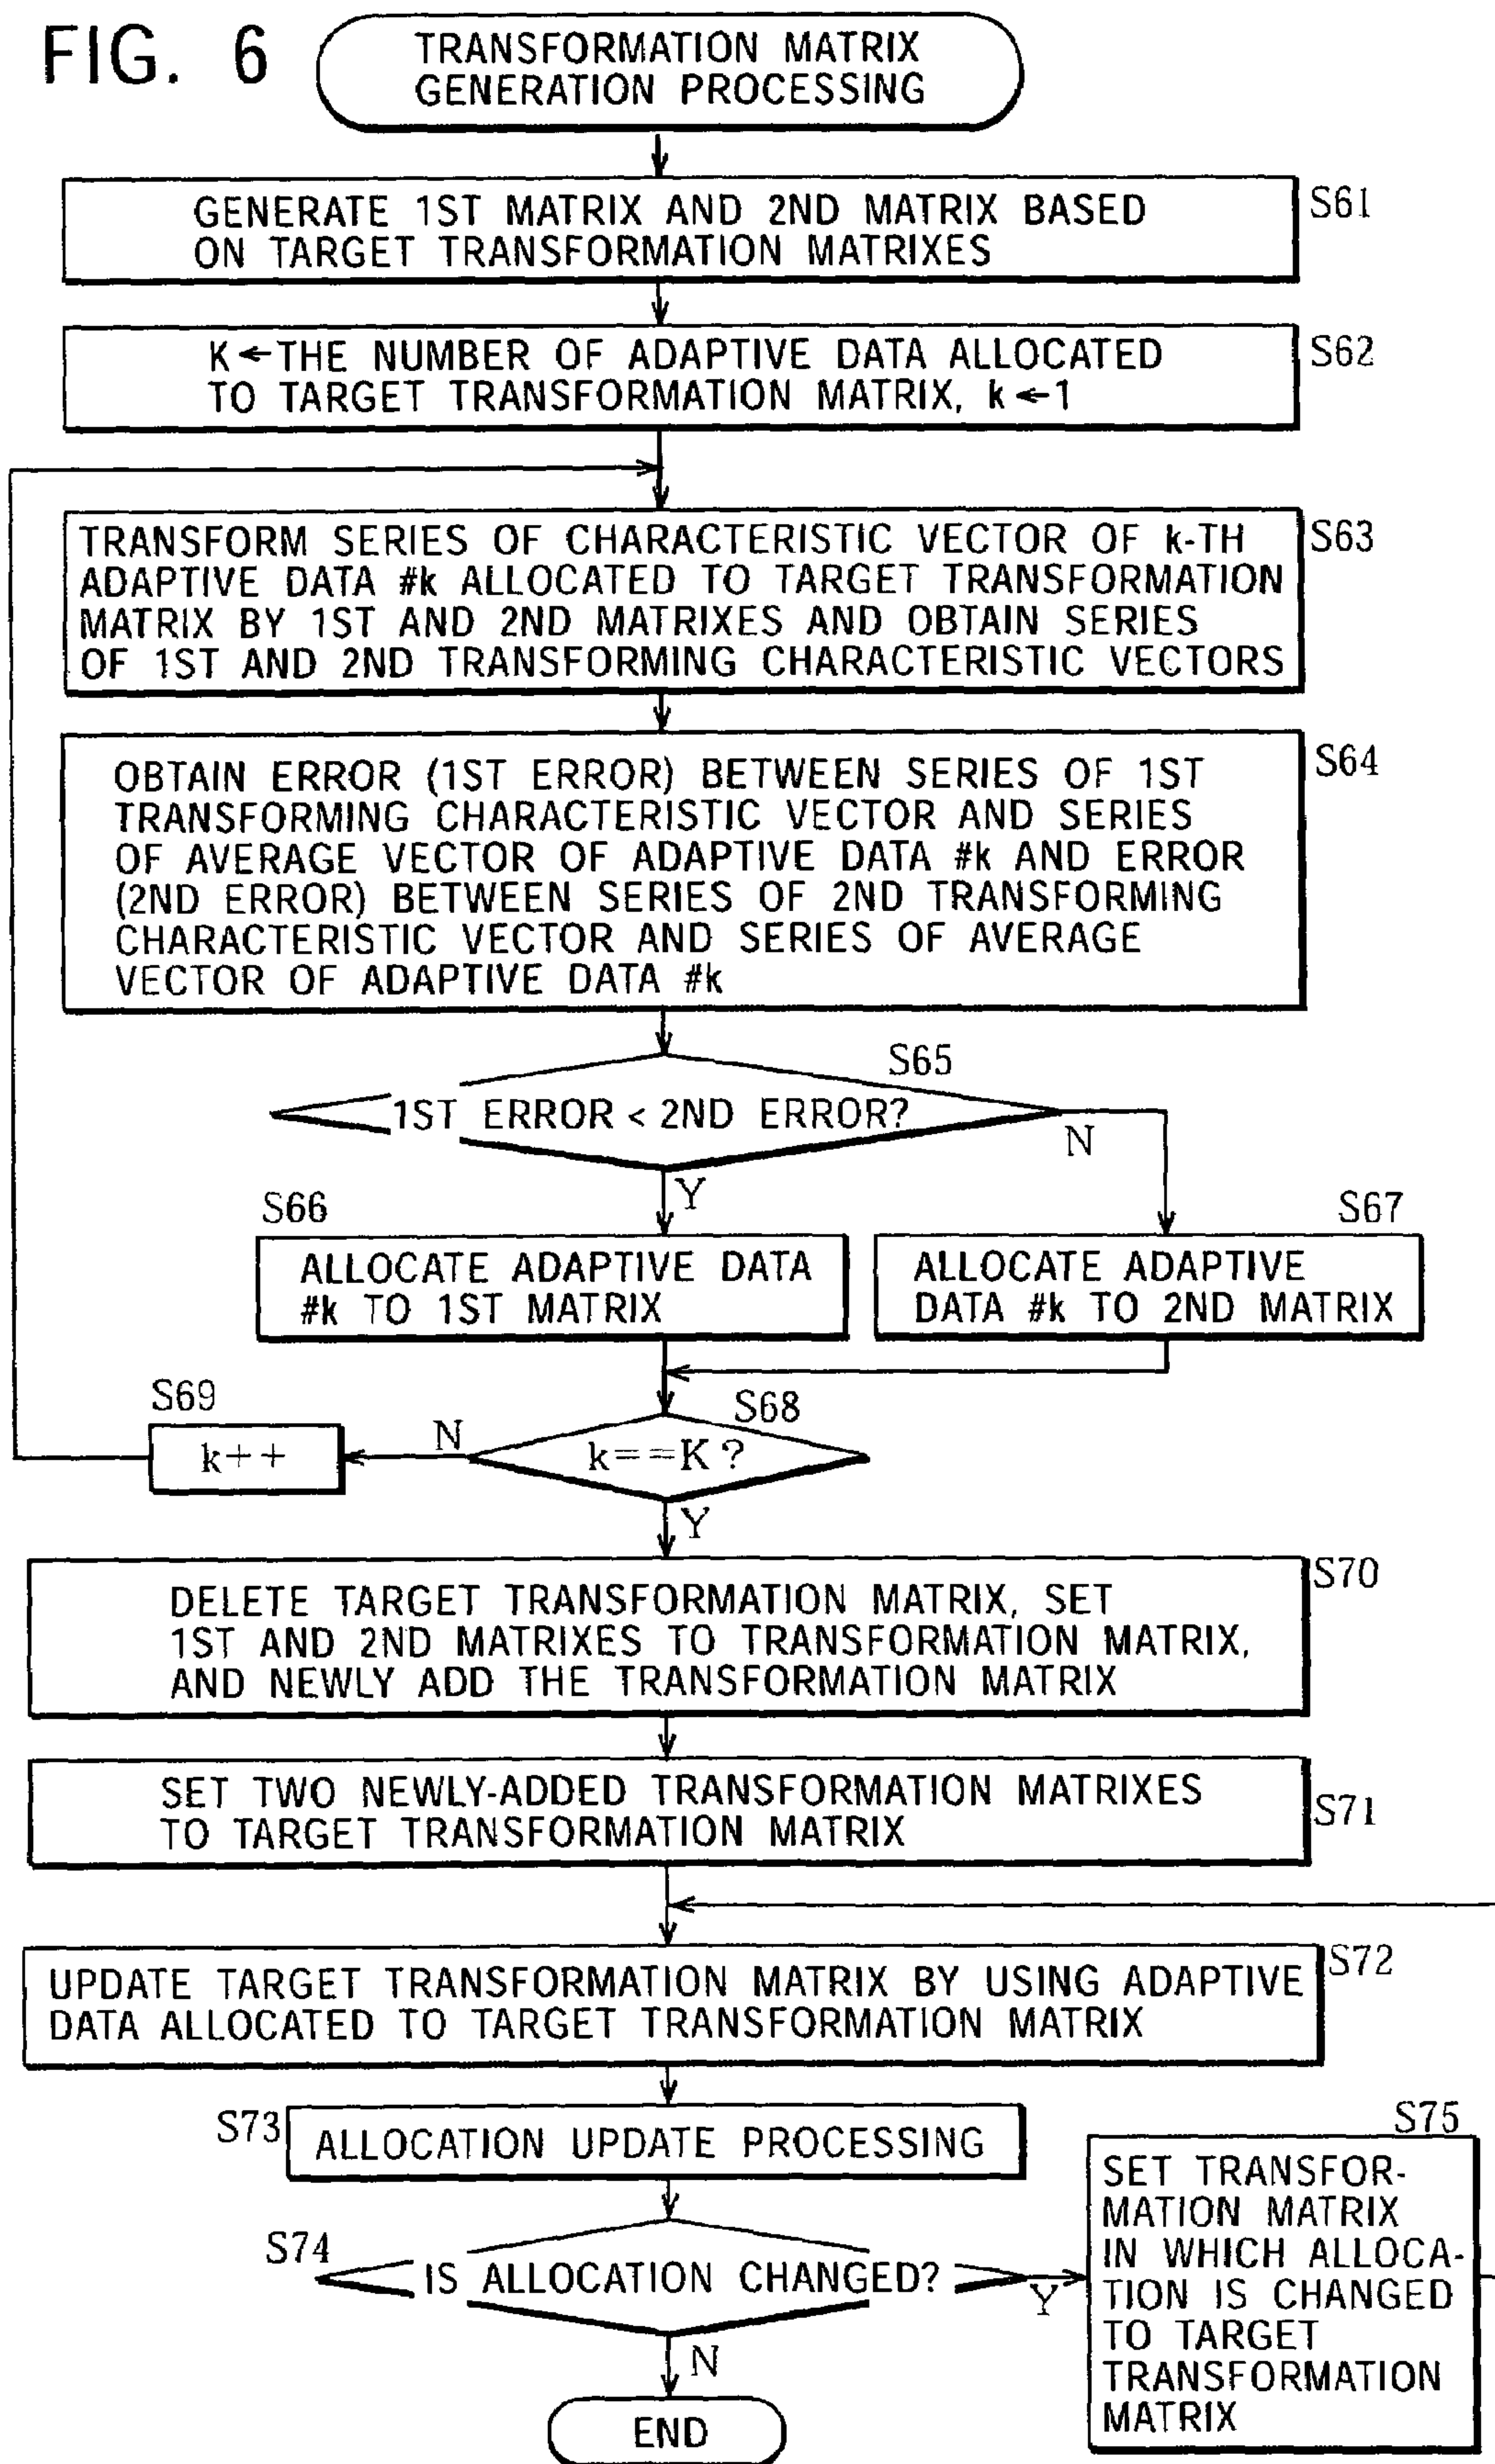 FIG. 6
TRANSFORMATION MATRIX
GENERATION PROCESSING
S61
GENERATE 1ST MATRIX AND 2ND MATRIX BASED
ON TARGET TRANSFORMATION MATRIXES
S62
K←THE NUMBER OF ADAPTIVE DATA ALLOCATED
TO TARGET TRANSFORMATION MATRIX, k←1
S63
TRANSFORM SERIES OF CHARACTERISTIC VECTOR OF k-TH
ADAPTIVE DATA #k ALLOCATED TO TARGET TRANSFORMATION
MATRIX BY 1ST AND 2ND MATRIXES AND OBTAIN SERIES
OF 1ST AND 2ND TRANSFORMING CHARACTERISTIC VECTORS
S64
OBTAIN ERROR (1ST ERROR) BETWEEN SERIES OF 1ST
TRANSFORMING CHARACTERISTIC VECTOR AND SERIES
OF AVERAGE VECTOR OF ADAPTIVE DATA #k AND ERROR
(2ND ERROR) BETWEEN SERIES OF 2ND TRANSFORMING
CHARACTERISTIC VECTOR AND SERIES OF AVERAGE
VECTOR OF ADAPTIVE DATA #k
S65
1ST ERROR < 2ND ERROR?
N
Y
S66
ALLOCATE ADAPTIVE DATA
#k TO 1ST MATRIX
S67
ALLOCATE ADAPTIVE
DATA #k TO 2ND MATRIX
S69
k++
N
S68
k==K?
Y
S70
DELETE TARGET TRANSFORMATION MATRIX, SET
1ST AND 2ND MATRIXES TO TRANSFORMATION MATRIX,
AND NEWLY ADD THE TRANSFORMATION MATRIX
SET TWO NEWLY-ADDED TRANSFORMATION MATRIXES
TO TARGET TRANSFORMATION MATRIX
S71
S72
UPDATE TARGET TRANSFORMATION MATRIX BY USING ADAPTIVE
DATA ALLOCATED TO TARGET TRANSFORMATION MATRIX
S73
ALLOCATION UPDATE PROCESSING
S74
IS ALLOCATION CHANGED?
Y
N
S75
SET TRANSFOR-
MATION MATRIX
IN WHICH ALLOCA-
TION IS CHANGED
TO TARGET
TRANSFORMATION
MATRIX
END